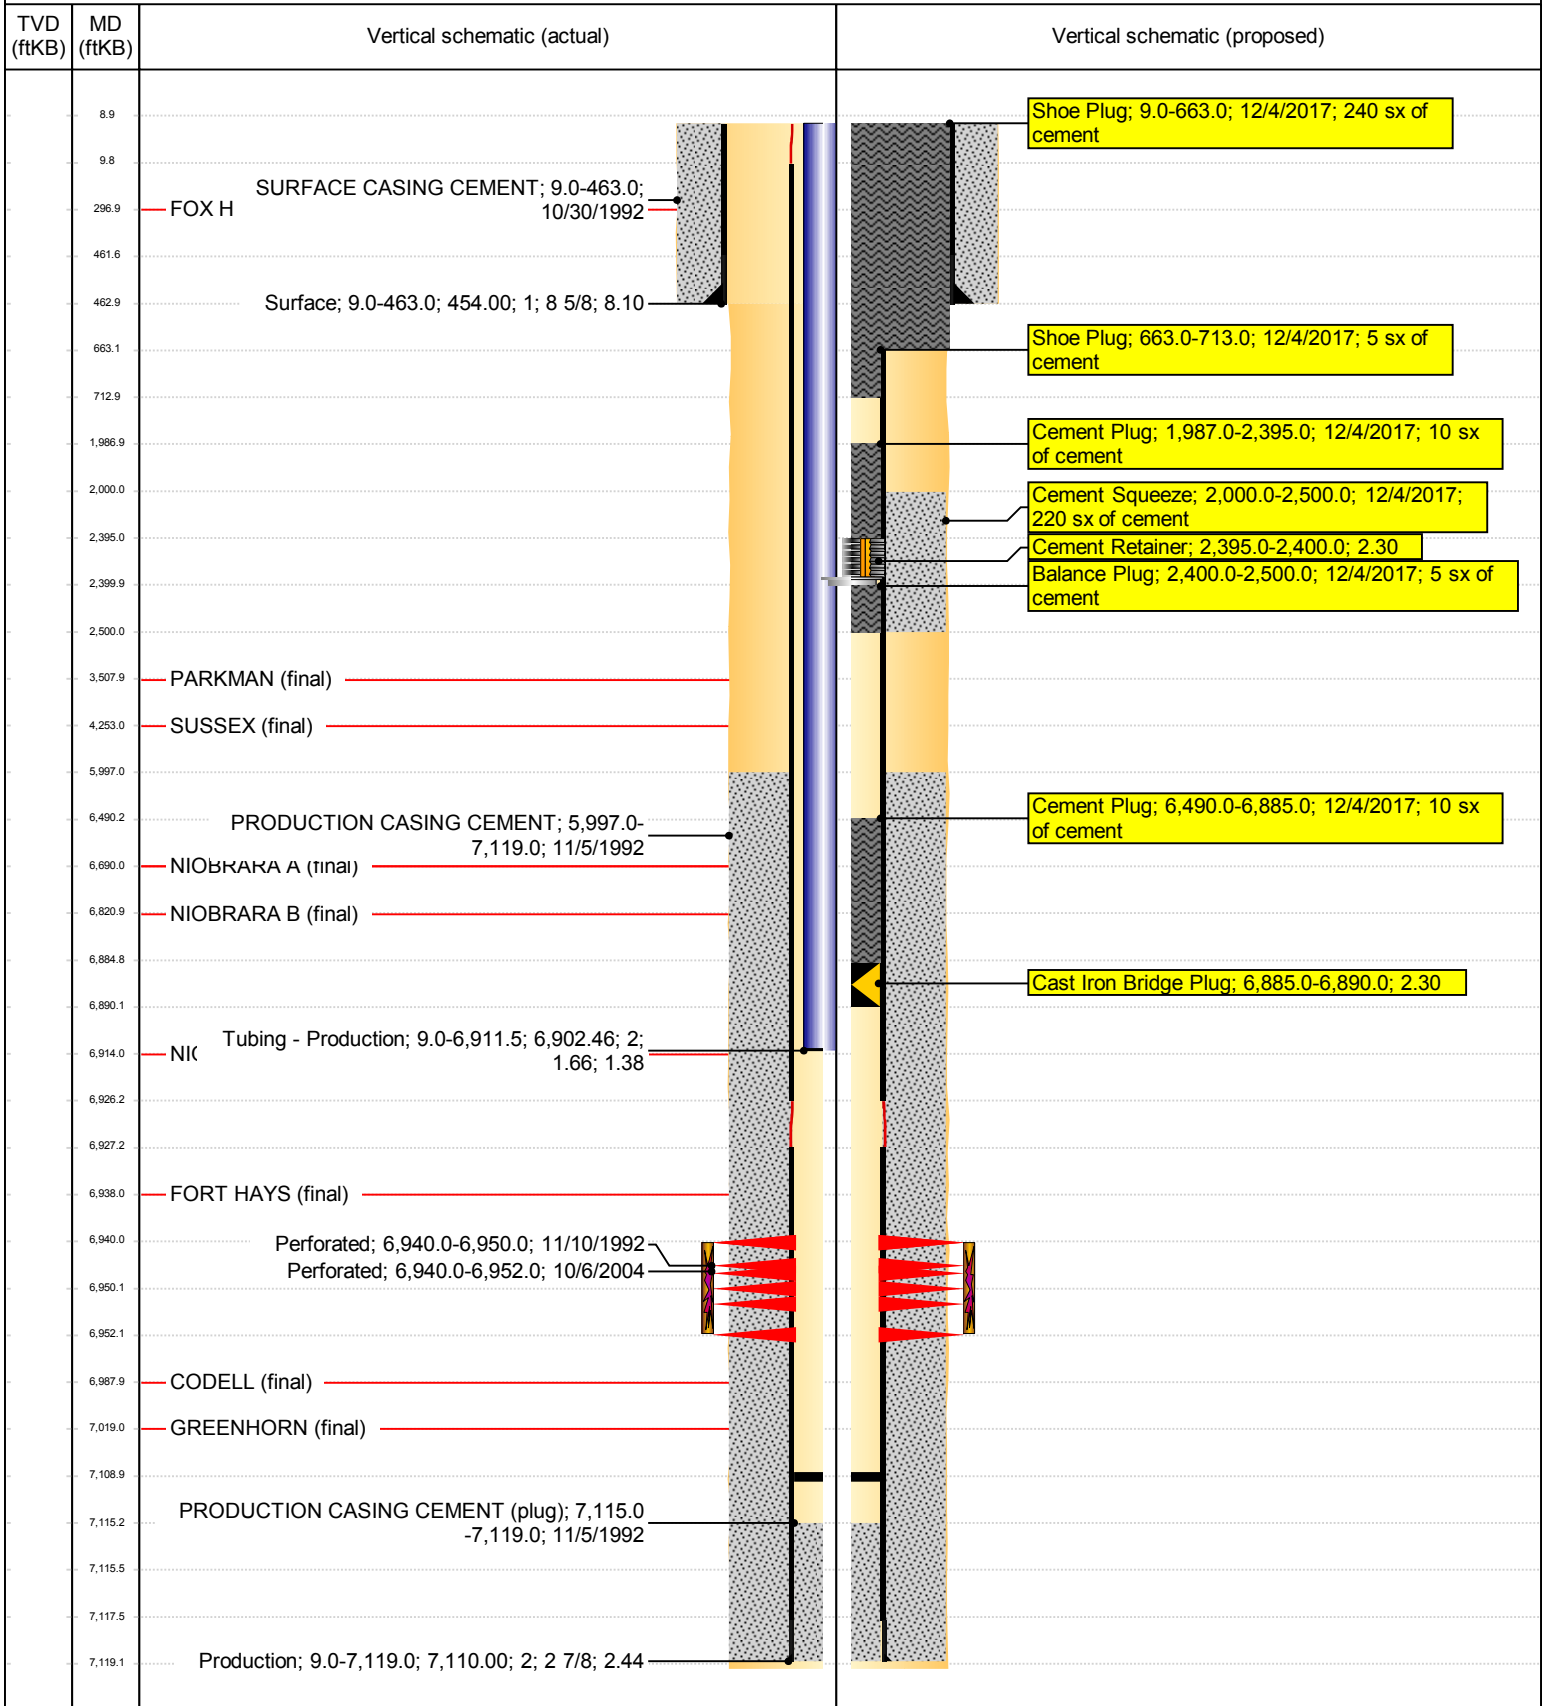 TVD
(ftKB)
MD
(ftKB)
Vertical schematic (actual)
Vertical schematic (proposed)
8.9
9.8
296.9
461.6
462.9
663.1
712.9
1,986.9
2,000.0
2,395.0
2,399.9
2,500.0
3,507.9
4,253.0
5,997.0
6,490.2
6,690.0
6,820.9
6,884.8
6,890.1
6,914.0
6,926.2
6,927.2
6,938.0
6,940.0
6,950.1
6,952.1
6,987.9
7,019.0
7,108.9
7,115.2
7,115.5
7,117.5
7,119.1
SURFACE CASING CEMENT; 9.0-463.0;
10/30/1992
FOX H
Surface; 9.0-463.0; 454.00; 1; 8 5/8; 8.10
PARKMAN (final)
SUSSEX (final)
PRODUCTION CASING CEMENT; 5,997.0-
7,119.0; 11/5/1992
NIOBRARA A (final)
NIOBRARA B (final)
Tubing - Production; 9.0-6,911.5; 6,902.46; 2;
1.66; 1.38
FORT HAYS (final)
Perforated; 6,940.0-6,950.0; 11/10/1992
Perforated; 6,940.0-6,952.0; 10/6/2004
CODELL (final)
GREENHORN (final)
PRODUCTION CASING CEMENT (plug); 7,115.0
-7,119.0; 11/5/1992
Production; 9.0-7,119.0; 7,110.00; 2; 2 7/8; 2.44
Shoe Plug; 9.0-663.0; 12/4/2017; 240 sx of
cement
Shoe Plug; 663.0-713.0; 12/4/2017; 5 sx of
cement
Cement Plug; 1,987.0-2,395.0; 12/4/2017; 10 sx
of cement
Cement Squeeze; 2,000.0-2,500.0; 12/4/2017;
220 sx of cement
Cement Retainer; 2,395.0-2,400.0; 2.30
Balance Plug; 2,400.0-2,500.0; 12/4/2017; 5 sx of
cement
Cement Plug; 6,490.0-6,885.0; 12/4/2017; 10 sx
of cement
Cast Iron Bridge Plug; 6,885.0-6,890.0; 2.30